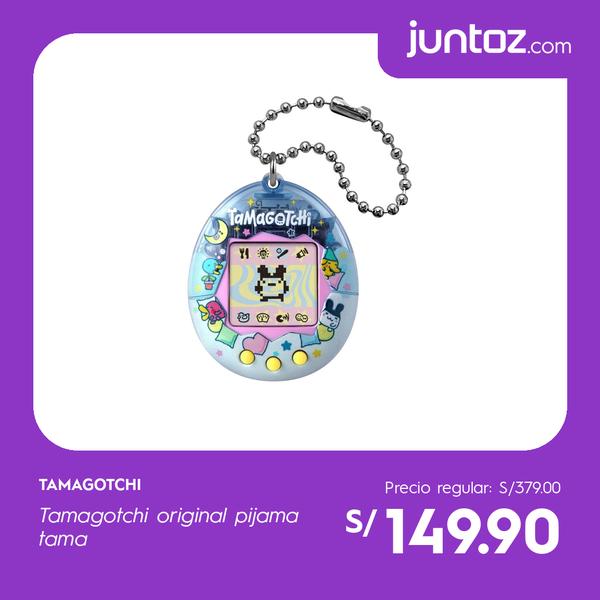 juntoz.com
TamaGoTCHi
TAMAGOTCHI
Tamagotchi original pijama
tama
Precio regular: S/379.00
S/149.90